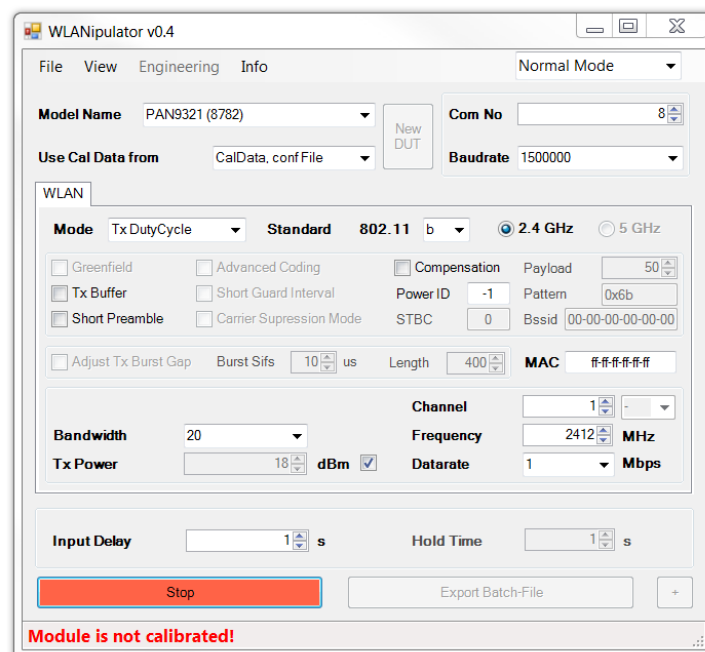 WLANipulator v0.4
File View Engineering Info Normal Mode
Model Name PAN9321 (8782) New DUT Com No 8
Use Cal Data from CalData, conf File Baudrate 1500000
WLAN
Mode Tx DutyCycle Standard 802.11 b 2.4 GHz 5 GHz
Greenfield Advanced Coding Compensation Payload 50
Tx Buffer Short Guard Interval Power ID -1 Pattern 0x6b
Short Preamble Carrier Supression Mode STBC 0 Bssid 00-00-00-00-00-00
Adjust Tx Burst Gap Burst Sifs 10 us Length 400 MAC ff-ff-ff-ff-ff-ff
Channel 1 -
Bandwidth 20 Frequency 2412 MHz
Tx Power 18 dBm Datarate 1 Mbps
Input Delay 1 s Hold Time 1 s
Stop Export Batch-File +
Module is not calibrated!